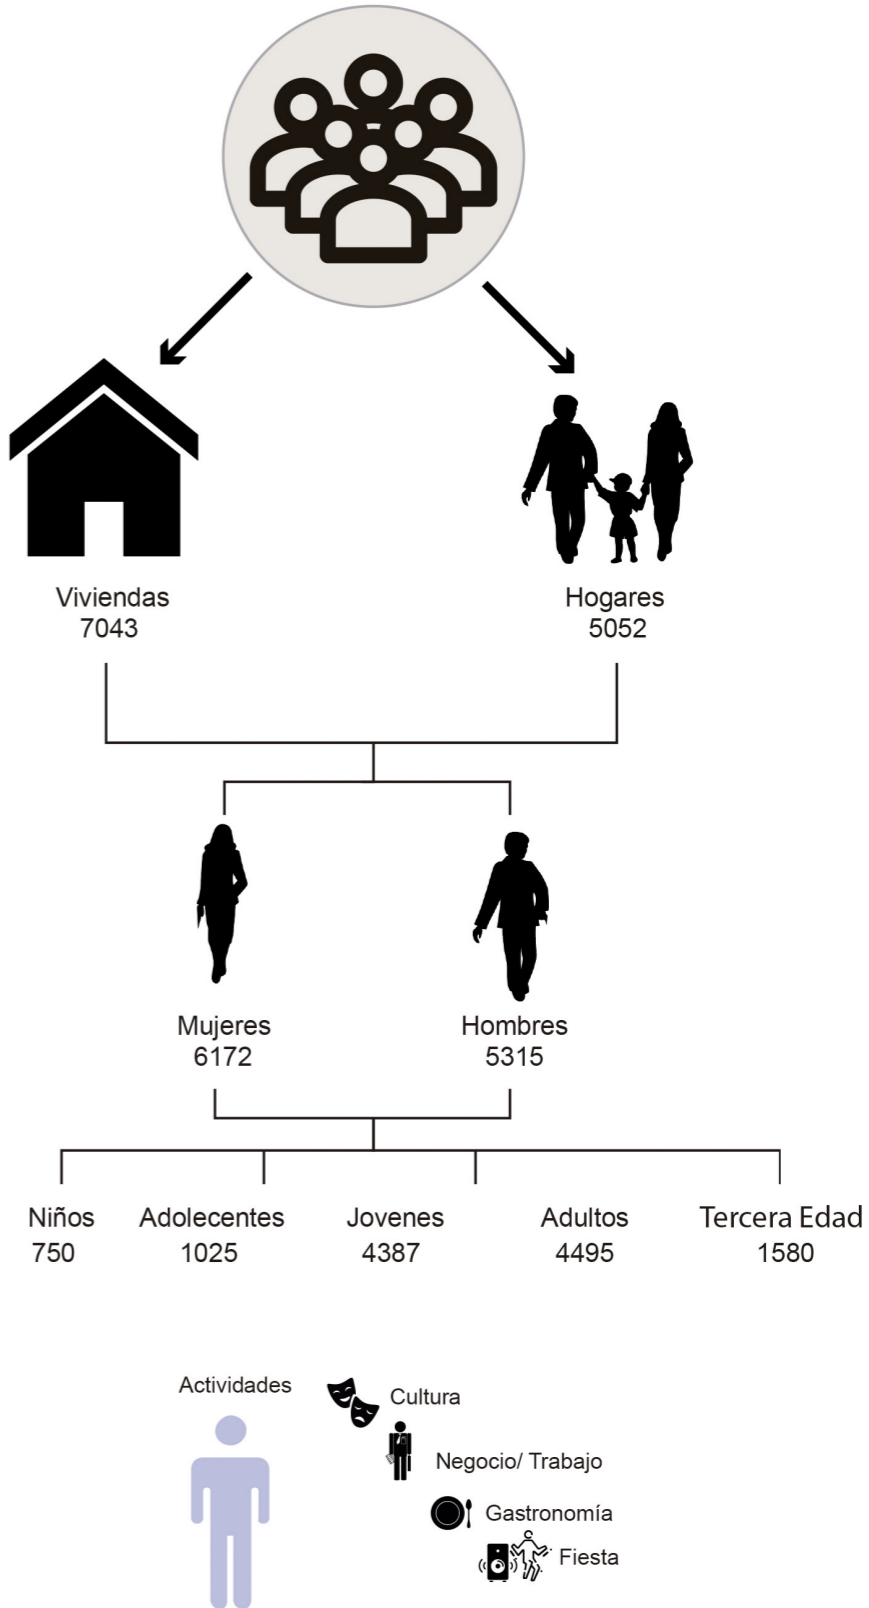 Viviendas
7043
Hogares
5052
Mujeres
6172
Hombres
5315
Niños
750
Adolecentes
1025
Jovenes
4387
Adultos
4495
Tercera Edad
1580
Actividades
Cultura
Negocio/ Trabajo
Gastronomía
Fiesta